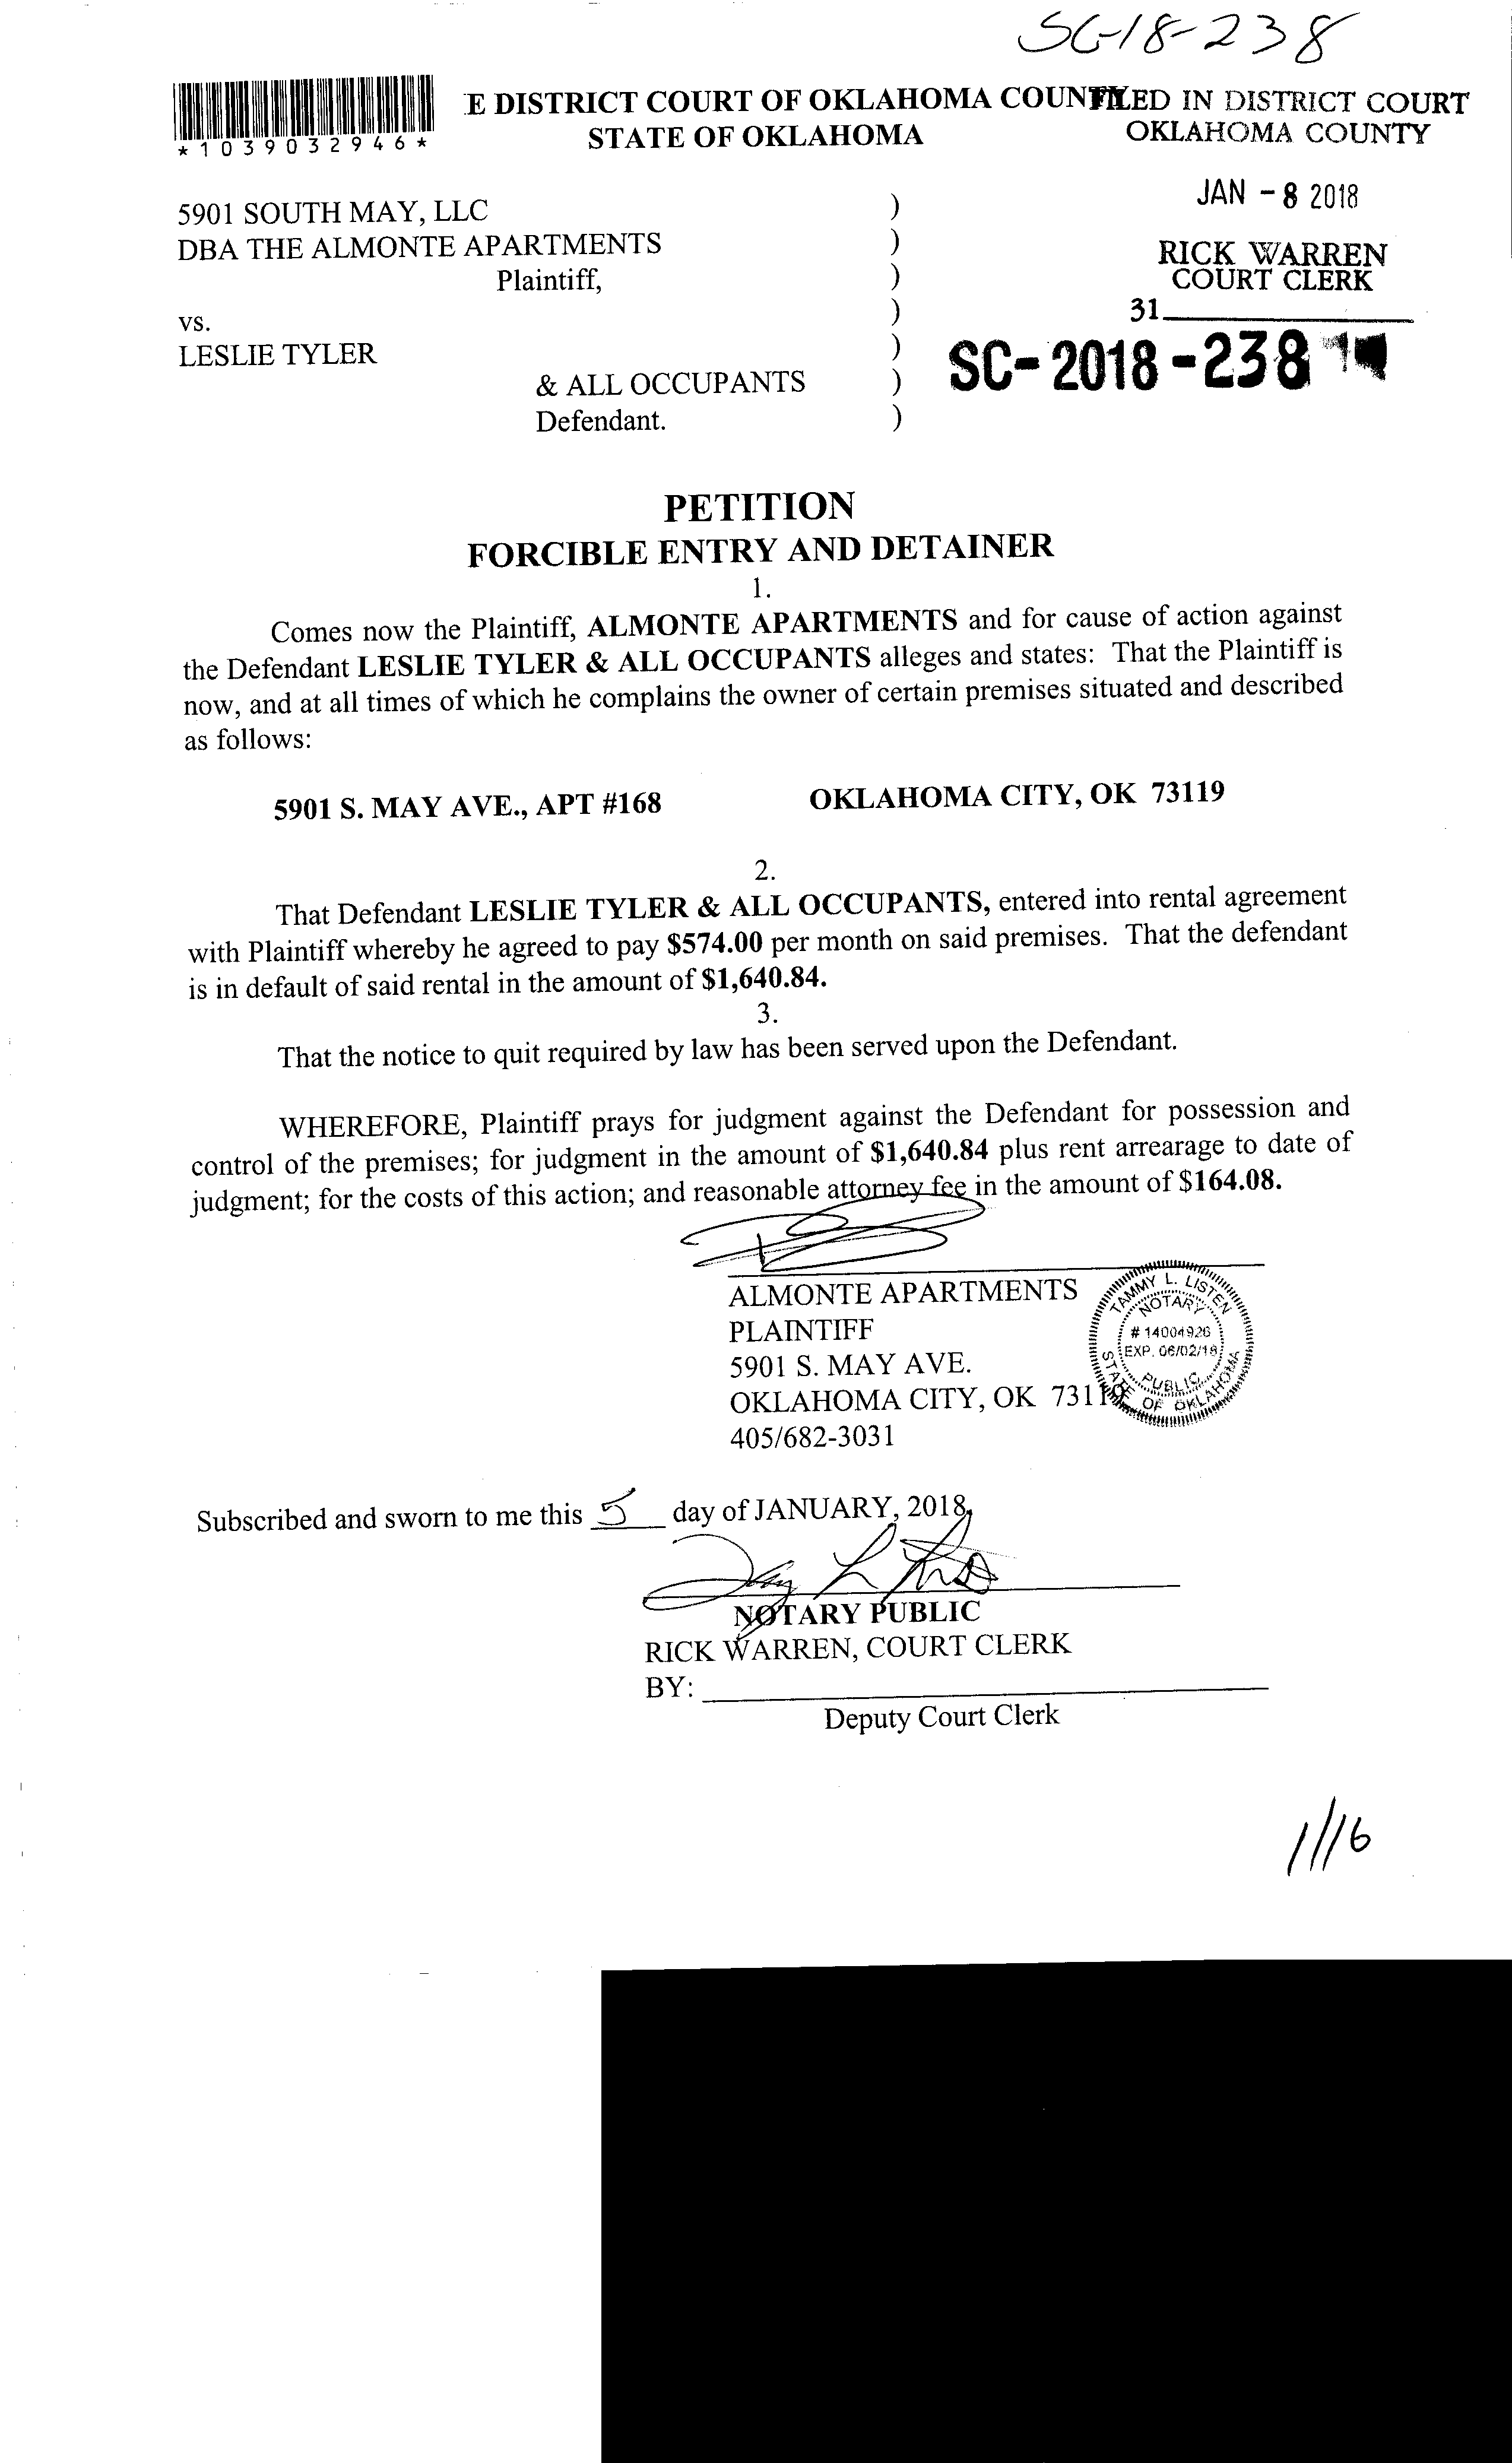 SC-18-238
*1039032946*
E DISTRICT COURT OF OKLAHOMA COUN
STATE OF OKLAHOMA
FILED IN DISTRICT COURT
OKLAHOMA COUNTY
JAN - 8 2018
RICK WARREN
COURT CLERK
31
SC-2018-238
5901 SOUTH MAY, LLC )
DBA THE ALMONTE APARTMENTS )
Plaintiff, )
vs. )
LESLIE TYLER )
& ALL OCCUPANTS )
Defendant. )
PETITION
FORCIBLE ENTRY AND DETAINER
1.
Comes now the Plaintiff, ALMONTE APARTMENTS and for cause of action against
the Defendant LESLIE TYLER & ALL OCCUPANTS alleges and states: That the Plaintiff is
now, and at all times of which he complains the owner of certain premises situated and described
as follows:
5901 S. MAY AVE., APT #168 OKLAHOMA CITY, OK 73119
2.
That Defendant LESLIE TYLER & ALL OCCUPANTS, entered into rental agreement
with Plaintiff whereby he agreed to pay $574.00 per month on said premises. That the defendant
is in default of said rental in the amount of $1,640.84.
3.
That the notice to quit required by law has been served upon the Defendant.
WHEREFORE, Plaintiff prays for judgment against the Defendant for possession and
control of the premises; for judgment in the amount of $1,640.84 plus rent arrearage to date of
judgment; for the costs of this action; and reasonable attorney fee in the amount of $164.08.
ALMONTE APARTMENTS
PLAINTIFF
5901 S. MAY AVE.
OKLAHOMA CITY, OK 73119
405/682-3031
TAMMY L. LISTEN
NOTARY
# 14004926
EXP. 06/02/18
PUBLIC
STATE OF OKLAHOMA
Subscribed and sworn to me this 5 day of JANUARY, 2018.
NOTARY PUBLIC
RICK WARREN, COURT CLERK
BY:
Deputy Court Clerk
1/16